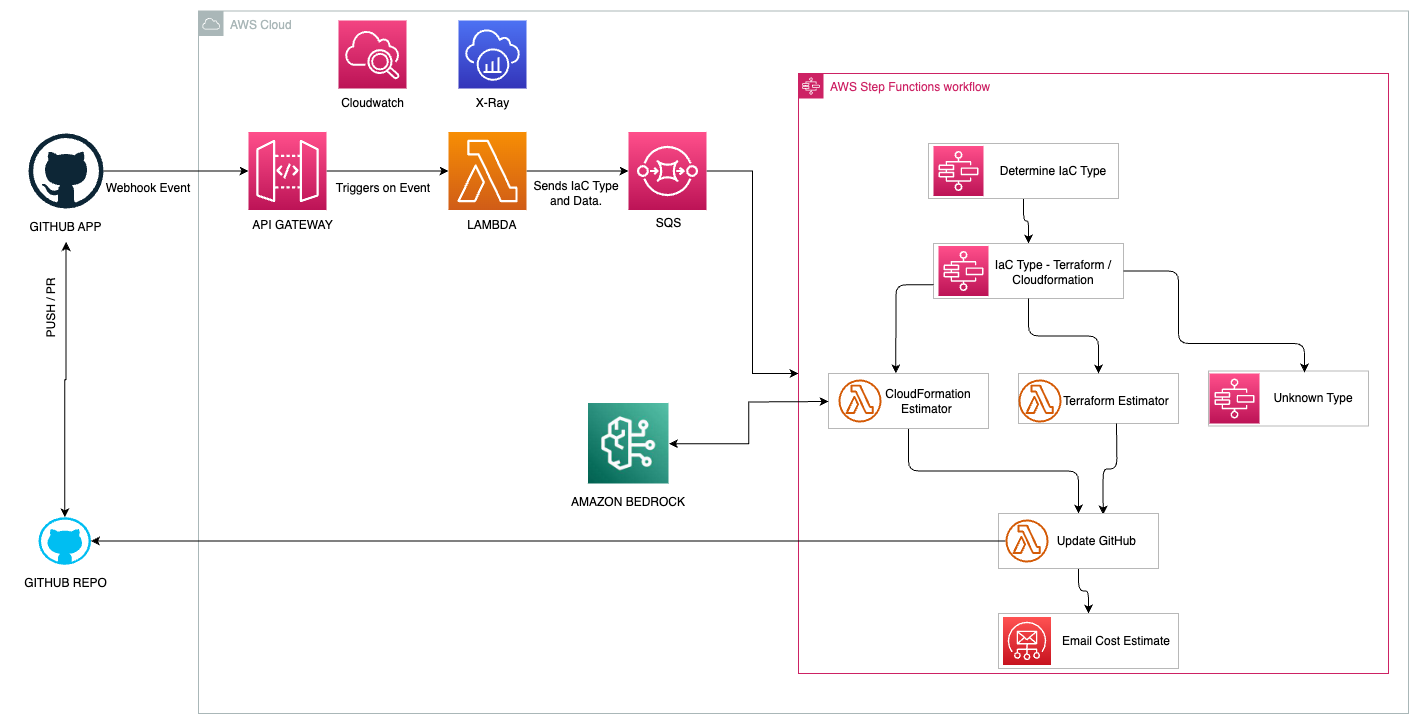 AWS Cloud
Cloudwatch
X-Ray
AWS Step Functions workflow
Webhook Event
Triggers on Event
Sends IaC Type
and Data.
GITHUB APP
API GATEWAY
LAMBDA
SQS
Determine IaC Type
IaC Type - Terraform /
Cloudformation
PUSH / PR
CloudFormation
Estimator
Terraform Estimator
Unknown Type
AMAZON BEDROCK
Update GitHub
GITHUB REPO
Email Cost Estimate